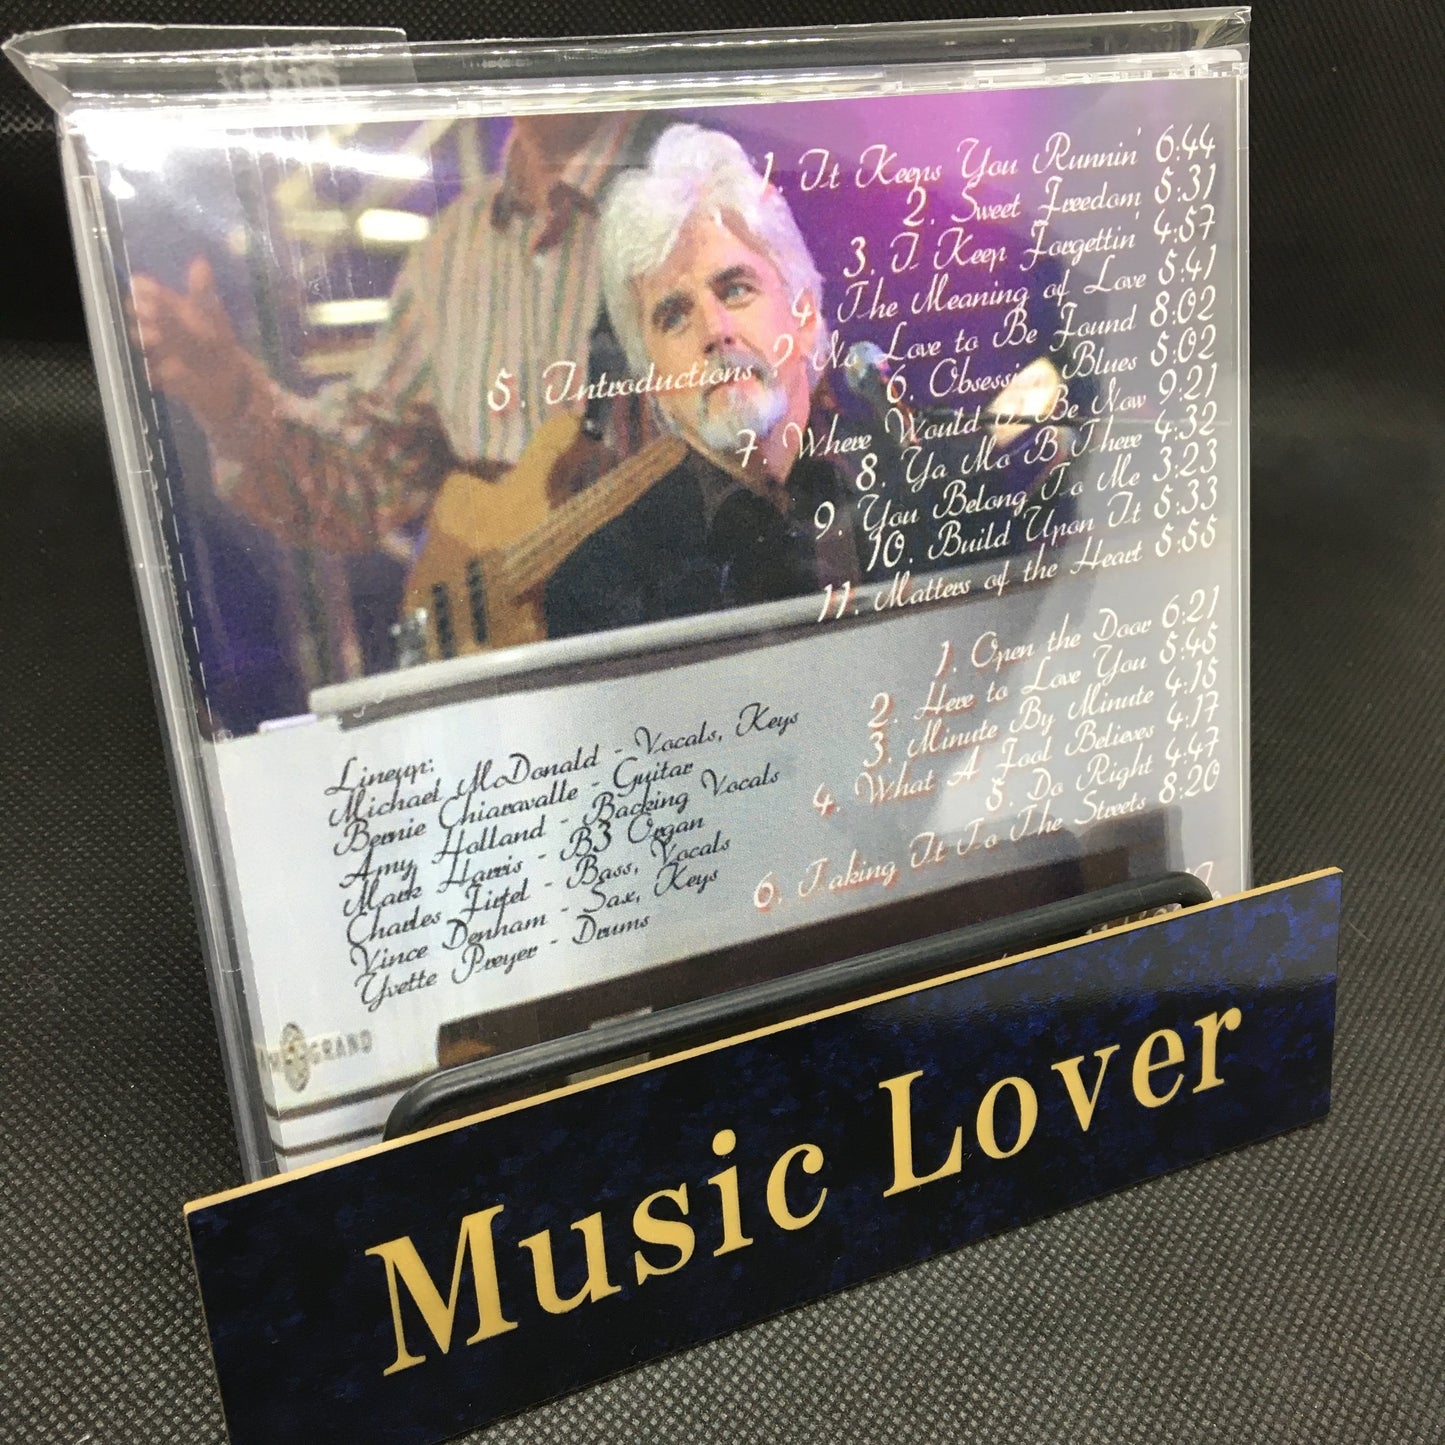 1. It Keeps You Runnin' 6:44
2. Sweet Freedom 5:31
3. I Keep Forgettin' 4:57
4. The Meaning of Love 5:41
5. Introductions ? No Love to Be Found 8:02
6. Obsession Blues 5:02
7. Where Would I Be Now 9:21
8. Ya Mo B There 4:32
9. You Belong To Me 3:23
10. Build Upon It 5:33
11. Matters of the Heart 5:55
1. Open the Door 6:21
2. Here to Love You 5:45
3. Minute By Minute 4:15
4. What A Fool Believes 4:17
5. Do Right 4:47
6. Taking It To The Streets 8:20
Lineup:
Michael McDonald - Vocals, Keys
Bernie Chiaravalle - Guitar
Amy Holland - Backing Vocals
Mark Harris - B3 Organ
Charles Firtel - Bass, Vocals
Vince Denham - Sax, Keys
Yvette Preyer - Drums
GRAND
Music Lover